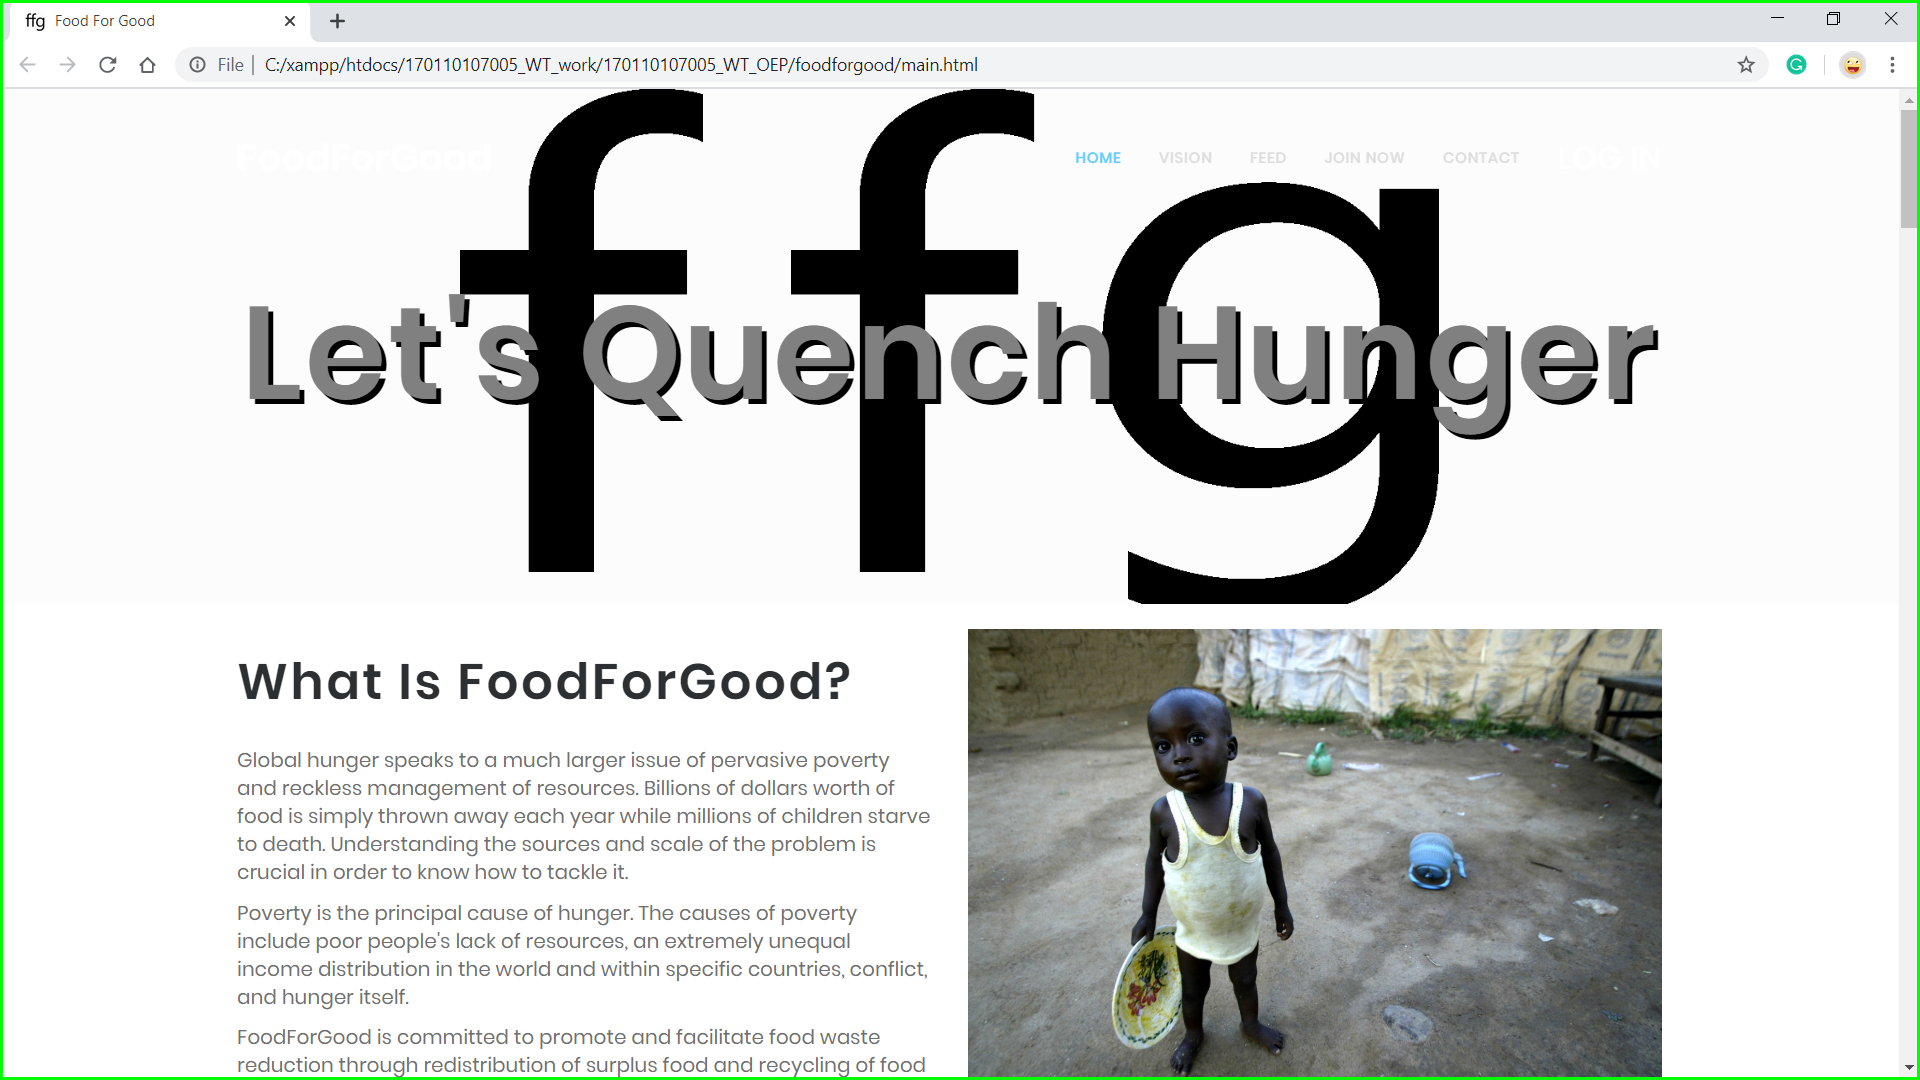 ffg Food For Good
File C:/xampp/htdocs/170110107005_WT_work/170110107005_WT_OEP/foodforgood/main.html
FoodForGood HOME VISION FEED JOIN NOW CONTACT LOG IN
ffg
Let's Quench Hunger
What Is FoodForGood?
Global hunger speaks to a much larger issue of pervasive poverty
and reckless management of resources. Billions of dollars worth of
food is simply thrown away each year while millions of children starve
to death. Understanding the sources and scale of the problem is
crucial in order to know how to tackle it.
Poverty is the principal cause of hunger. The causes of poverty
include poor people's lack of resources, an extremely unequal
income distribution in the world and within specific countries, conflict,
and hunger itself.
FoodForGood is committed to promote and facilitate food waste
reduction through redistribution of surplus food and recycling of food